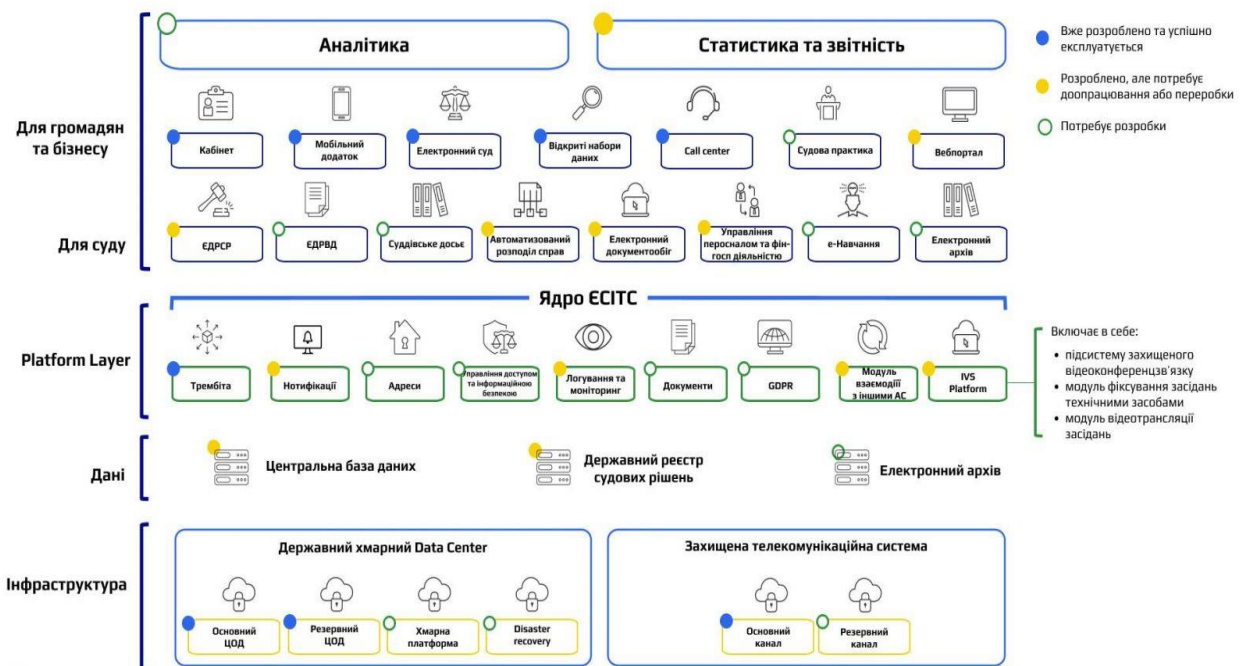 Аналітика
Статистика та звітність
Вже розроблено та успішно
експлуатується
Розроблено, але потребує
доопрацювання або переробки
Потребує розробки
Для громадян
та бізнесу
Кабінет
Мобільний
додаток
Електронний суд
Відкриті набори
даних
Call center
Судова практика
Вебпортал
Для суду
ЄДРСР
ЄДРВД
Суддівське досьє
Автоматизований
розподіл справ
Електронний
документообіг
Управління
перосналом та фін-
госп діяльністю
е-Навчання
Електронний
архів
Ядро ЄСІТС
Platform Layer
Трембіта
Нотифікації
Адреси
Управління доступом
та інформаційною
безпекою
Логування та
моніторинг
Документи
GDPR
Модуль
взаємодіїї
з іншими АС
IVS
Platform
Включає в себе:
• підсистему захищеного
відеоконференцзв'язку
• модуль фіксування засідань
технічними засобами
• модуль відеотрансляції
засідань
Дані
Центральна база даних
Державний реєстр
судових рішень
Електронний архів
Інфраструктура
Державний хмарний Data Center
Основний
ЦОД
Резервний
ЦОД
Хмарна
платформа
Disaster
recovery
Захищена телекомунікаційна система
Основний
канал
Резервний
канал